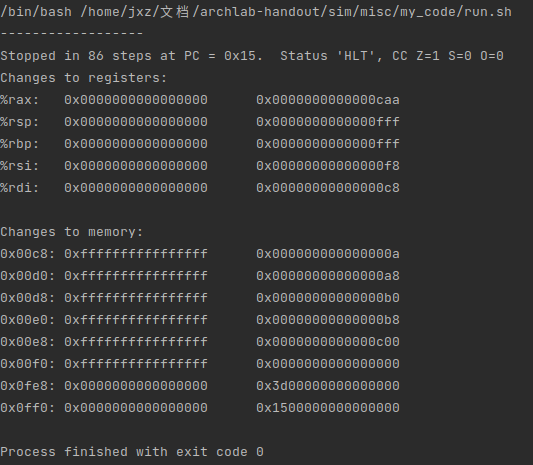 /bin/bash /home/jxz/文档/archlab-handout/sim/misc/my_code/run.sh
------------------
Stopped in 86 steps at PC = 0x15.  Status 'HLT', CC Z=1 S=0 O=0
Changes to registers:
%rax:   0x0000000000000000      0x0000000000000caa
%rsp:   0x0000000000000000      0x0000000000000fff
%rbp:   0x0000000000000000      0x0000000000000fff
%rsi:   0x0000000000000000      0x00000000000000f8
%rdi:   0x0000000000000000      0x00000000000000c8

Changes to memory:
0x00c8: 0xffffffffffffffff      0x000000000000000a
0x00d0: 0xffffffffffffffff      0x00000000000000a8
0x00d8: 0xffffffffffffffff      0x00000000000000b0
0x00e0: 0xffffffffffffffff      0x00000000000000b8
0x00e8: 0xffffffffffffffff      0x0000000000000c00
0x00f0: 0xffffffffffffffff      0x0000000000000000
0x0fe8: 0x0000000000000000      0x3d00000000000000
0x0ff0: 0x0000000000000000      0x1500000000000000

Process finished with exit code 0